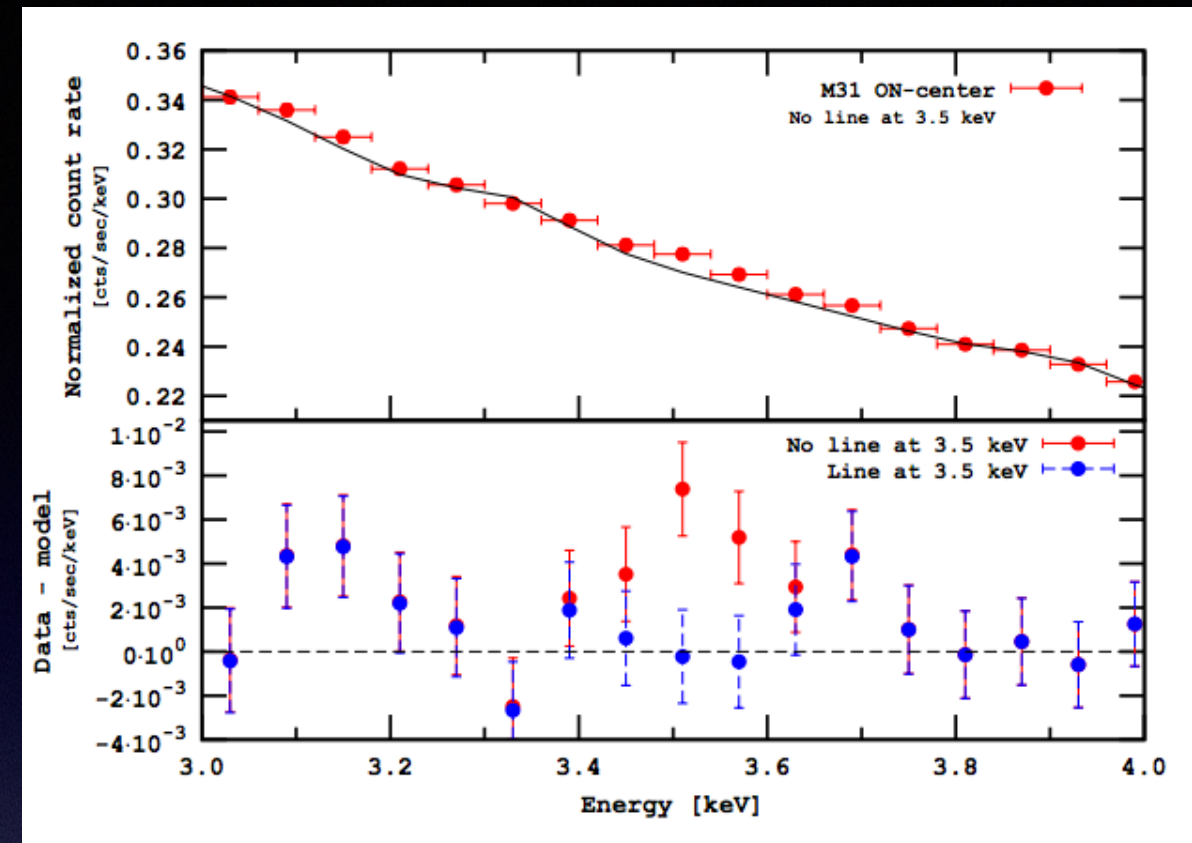 Normalized count rate
[cts/sec/keV]
0.36
0.34
0.32
0.30
0.28
0.26
0.24
0.22
M31 ON-center
No line at 3.5 keV
Data - model
[cts/sec/keV]
1·10⁻²
8·10⁻³
6·10⁻³
4·10⁻³
2·10⁻³
0·10⁰
-2·10⁻³
-4·10⁻³
No line at 3.5 keV
Line at 3.5 keV
3.0 3.2 3.4 3.6 3.8 4.0
Energy [keV]